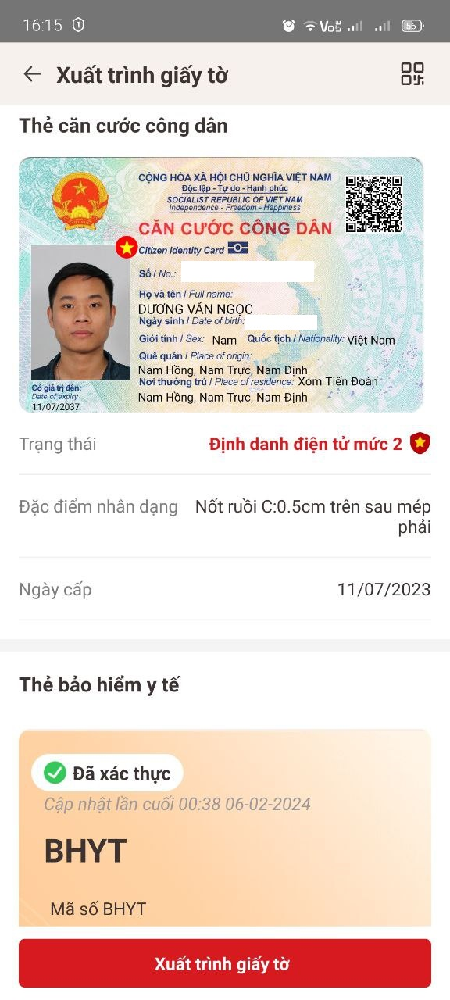 16:15
56
Xuất trình giấy tờ
Thẻ căn cước công dân
CỘNG HÒA XÃ HỘI CHỦ NGHĨA VIỆT NAM
Độc lập - Tự do - Hạnh phúc
SOCIALIST REPUBLIC OF VIET NAM
Independence - Freedom - Happiness
CĂN CƯỚC CÔNG DÂN
Citizen Identity Card
Số / No.:
Họ và tên / Full name:
DƯƠNG VĂN NGỌC
Ngày sinh / Date of birth:
Giới tính / Sex: Nam Quốc tịch / Nationality: Việt Nam
Quê quán / Place of origin:
Nam Hồng, Nam Trực, Nam Định
Nơi thường trú / Place of residence: Xóm Tiến Đoàn
Nam Hồng, Nam Trực, Nam Định
Có giá trị đến:
Date of expiry
11/07/2037
Trạng thái Định danh điện tử mức 2
Đặc điểm nhân dạng Nốt ruồi C:0.5cm trên sau mép
phải
Ngày cấp 11/07/2023
Thẻ bảo hiểm y tế
Đã xác thực
Cập nhật lần cuối 00:38 06-02-2024
BHYT
Mã số BHYT
Xuất trình giấy tờ